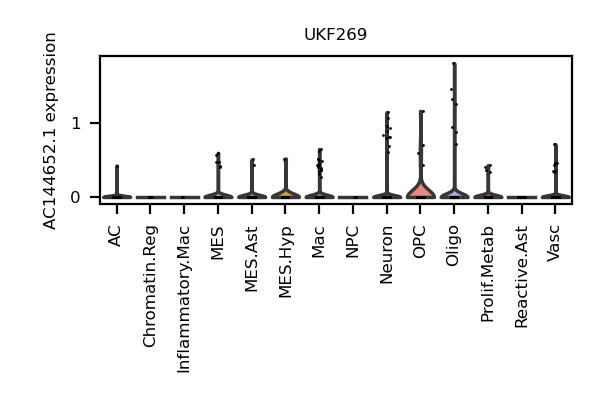 UKF269
AC144652.1 expression
1
0
AC
Chromatin.Reg
Inflammatory.Mac
MES
MES.Ast
MES.Hyp
Mac
NPC
Neuron
OPC
Oligo
Prolif.Metab
Reactive.Ast
Vasc